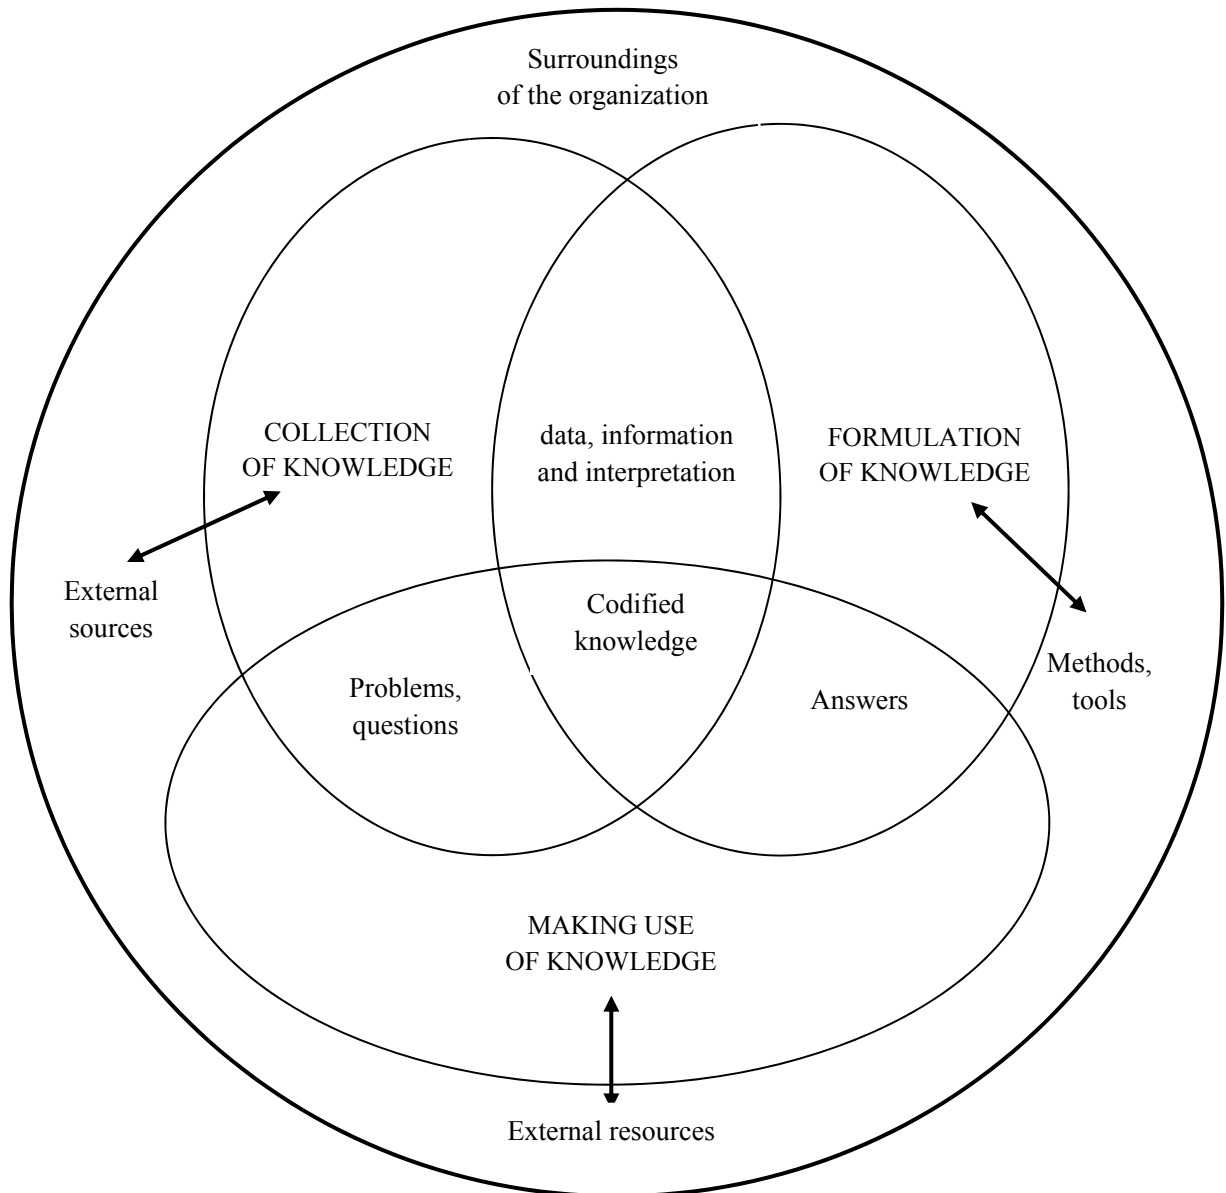 Surroundings
of the organization
COLLECTION
OF KNOWLEDGE
data, information
and interpretation
FORMULATION
OF KNOWLEDGE
External
sources
Codified
knowledge
Methods,
tools
Problems,
questions
Answers
MAKING USE
OF KNOWLEDGE
External resources